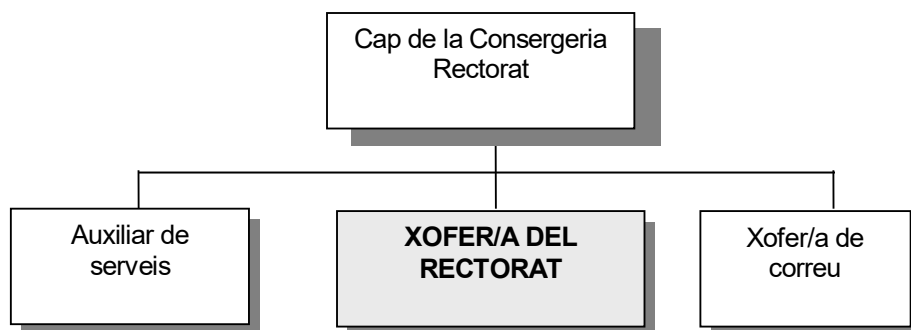 Cap de la Consergeria
Rectorat
Auxiliar de
serveis
XOFER/A DEL
RECTORAT
Xofer/a de
correu